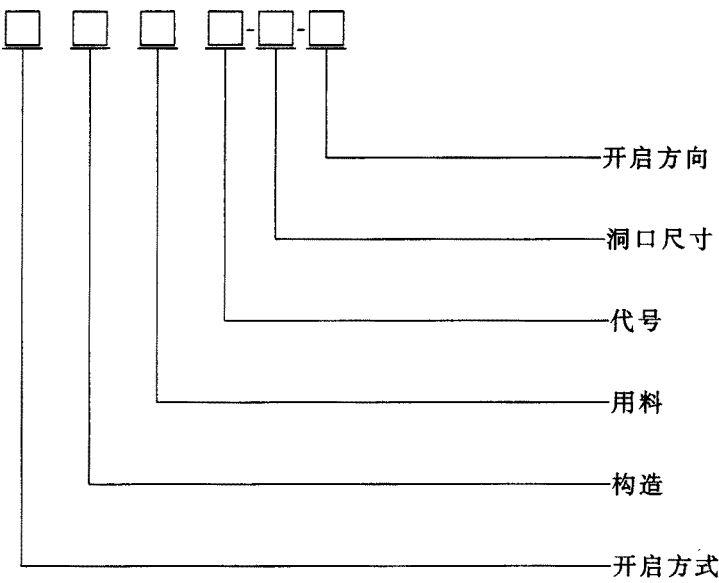 □ □ □ □-□-□
开启方向
洞口尺寸
代号
用料
构造
开启方式